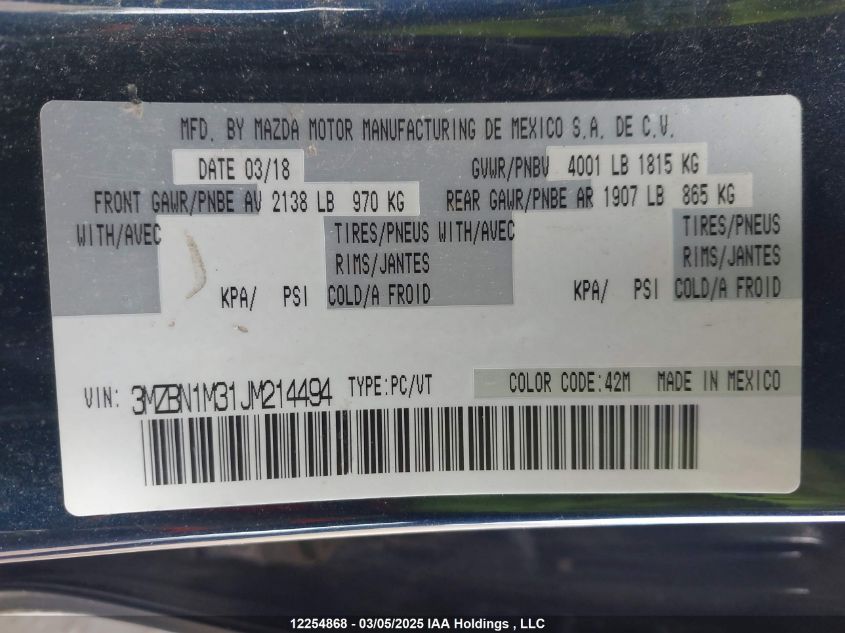 MFD. BY MAZDA MOTOR MANUFACTURING DE MEXICO S.A. DE C.V.
DATE 03/18 GVWR/PNBV 4001 LB 1815 KG
FRONT GAWR/PNBE AV 2138 LB 970 KG REAR GAWR/PNBE AR 1907 LB 865 KG
WITH/AVEC TIRES/PNEUS WITH/AVEC TIRES/PNEUS
RIMS/JANTES RIMS/JANTES
KPA/ PSI COLD/A FROID KPA/ PSI COLD/A FROID
VIN: 3MZBN1M31JM214494 TYPE:PC/VT COLOR CODE:42M MADE IN MEXICO
12254868 - 03/05/2025 IAA Holdings , LLC